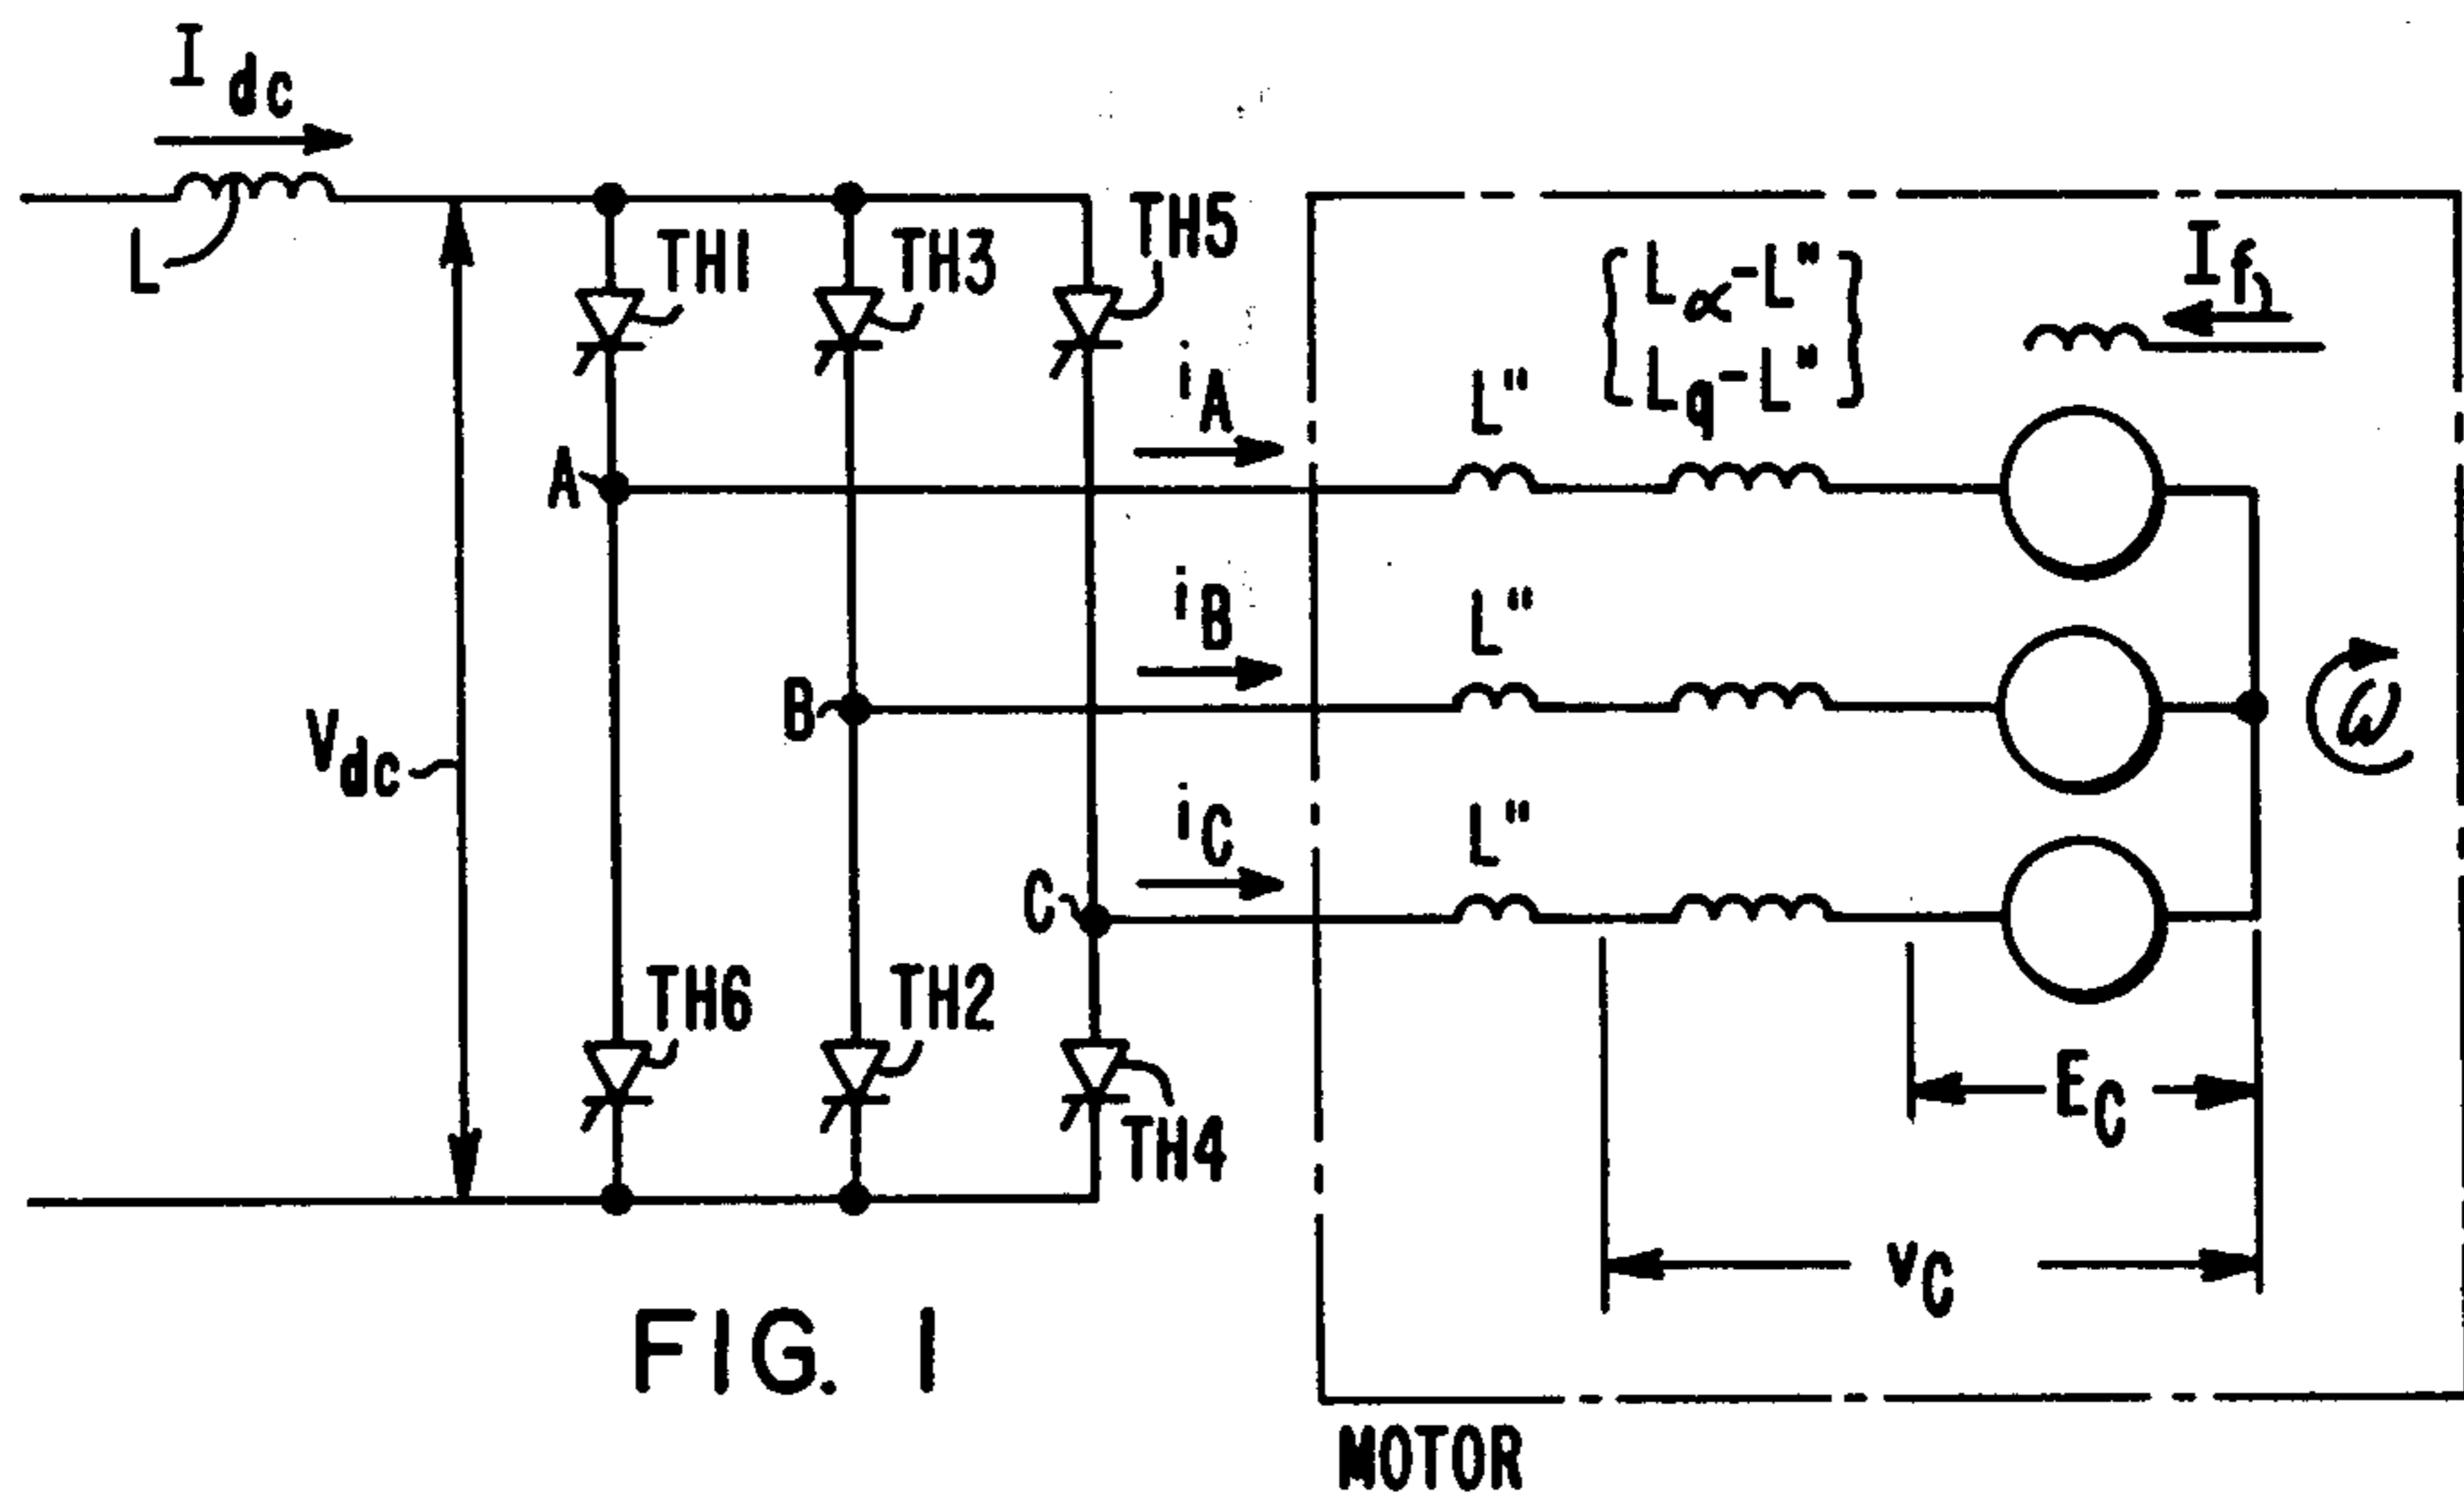 I dc
L
TH1
TH3
TH5
{ Lα-L"
Lq-L" }
If
iA
L"
A
iB
L"
B
ω
Vdc
iC
L"
C
TH6
TH2
TH4
EC
vC
FIG. 1
MOTOR